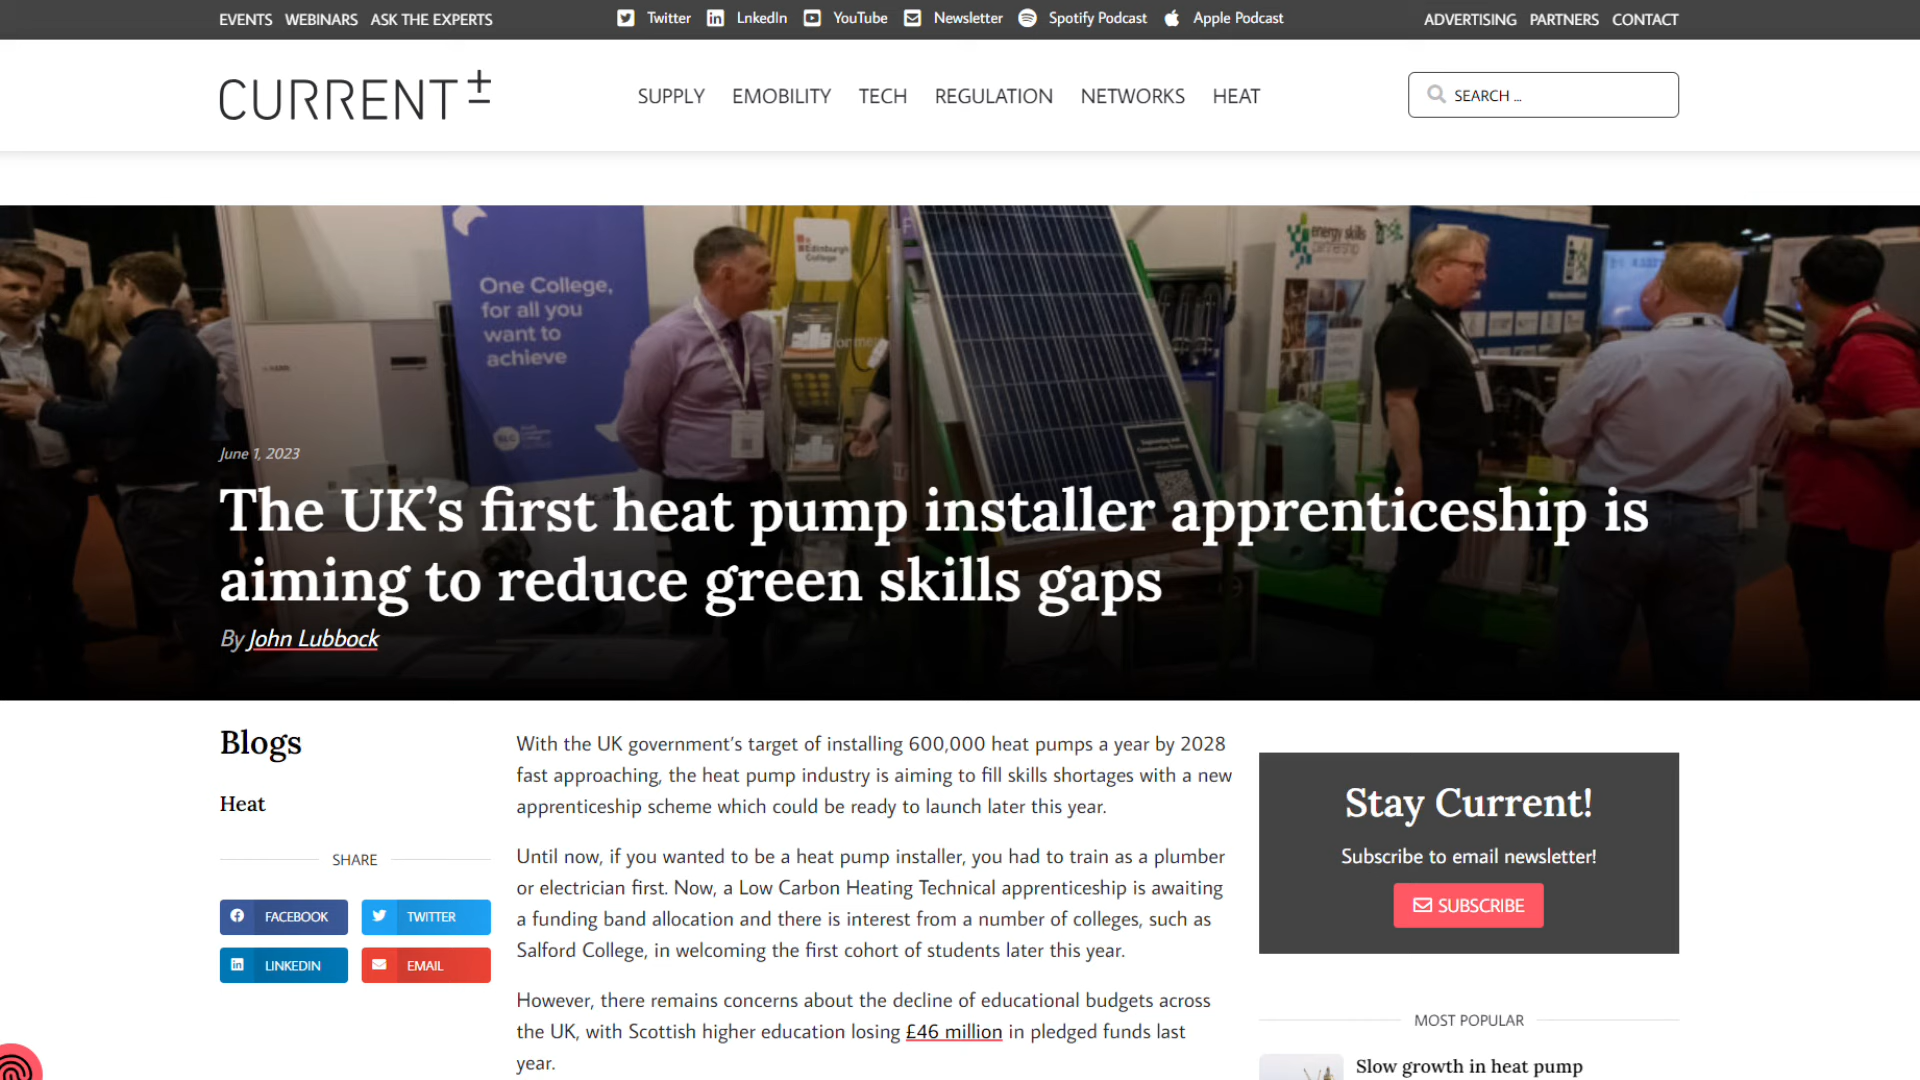 EVENTS WEBINARS ASK THE EXPERTS
Twitter LnkedIn YouTube Newsletter Spotify Podcast Apple Podcast
ADVERTISING PARTNERS CONTACT
CURRENT±
SUPPLY EMOBILITY TECH REGULATION NETWORKS HEAT
SEARCH ...
One College,
for all you
want to
achieve
Edinburgh
College
energy skills
partnership
June 1, 2023
The UK’s first heat pump installer apprenticeship is
aiming to reduce green skills gaps
By John Lubbock
Blogs
Heat
SHARE
FACEBOOK TWITTER
LINKEDIN EMAIL
With the UK government’s target of installing 600,000 heat pumps a year by 2028
fast approaching, the heat pump industry is aiming to fill skills shortages with a new
apprenticeship scheme which could be ready to launch later this year.
Until now, if you wanted to be a heat pump installer, you had to train as a plumber
or electrician first. Now, a Low Carbon Heating Technical apprenticeship is awaiting
a funding band allocation and there is interest from a number of colleges, such as
Salford College, in welcoming the first cohort of students later this year.
However, there remains concerns about the decline of educational budgets across
the UK, with Scottish higher education losing £46 million in pledged funds last
year.
Stay Current!
Subscribe to email newsletter!
SUBSCRIBE
MOST POPULAR
Slow growth in heat pump